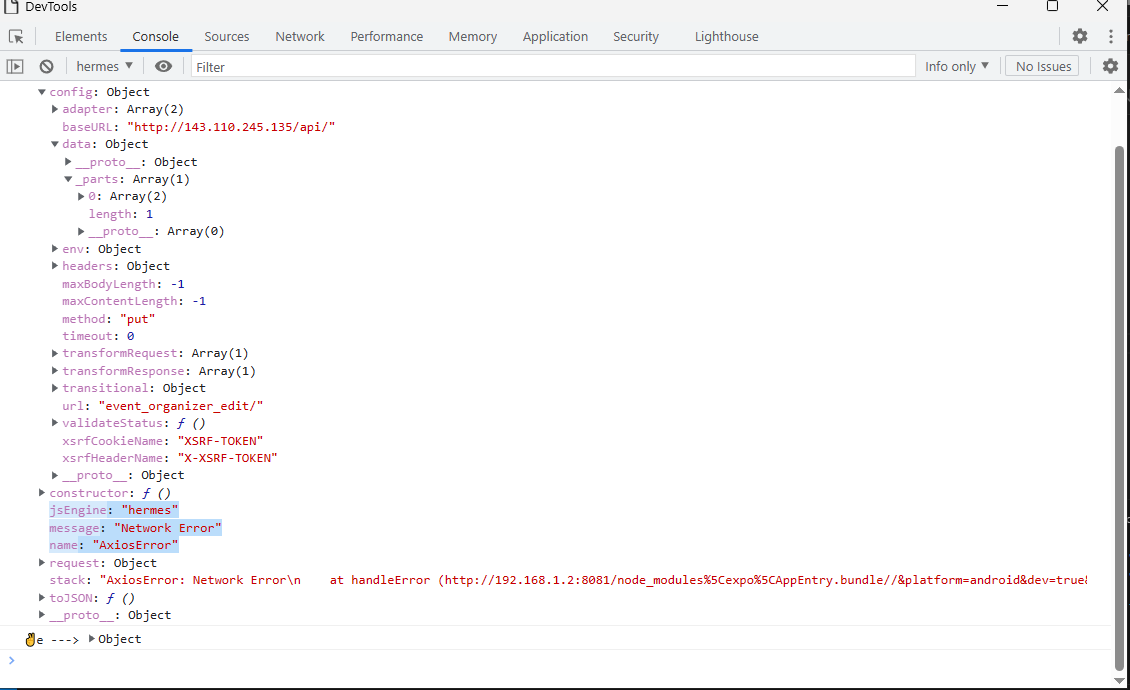 DevTools
Elements Console Sources Network Performance Memory Application Security Lighthouse
hermes Filter Info only No Issues
config: Object
adapter: Array(2)
baseURL: "http://143.110.245.135/api/"
data: Object
__proto__: Object
_parts: Array(1)
0: Array(2)
length: 1
__proto__: Array(0)
env: Object
headers: Object
maxBodyLength: -1
maxContentLength: -1
method: "put"
timeout: 0
transformRequest: Array(1)
transformResponse: Array(1)
transitional: Object
url: "event_organizer_edit/"
validateStatus: ƒ ()
xsrfCookieName: "XSRF-TOKEN"
xsrfHeaderName: "X-XSRF-TOKEN"
__proto__: Object
constructor: ƒ ()
jsEngine: "hermes"
message: "Network Error"
name: "AxiosError"
request: Object
stack: "AxiosError: Network Error\n    at handleError (http://192.168.1.2:8081/node_modules%5Cexpo%5CAppEntry.bundle//&platform=android&dev=true&
toJSON: ƒ ()
__proto__: Object
✌e ---> Object